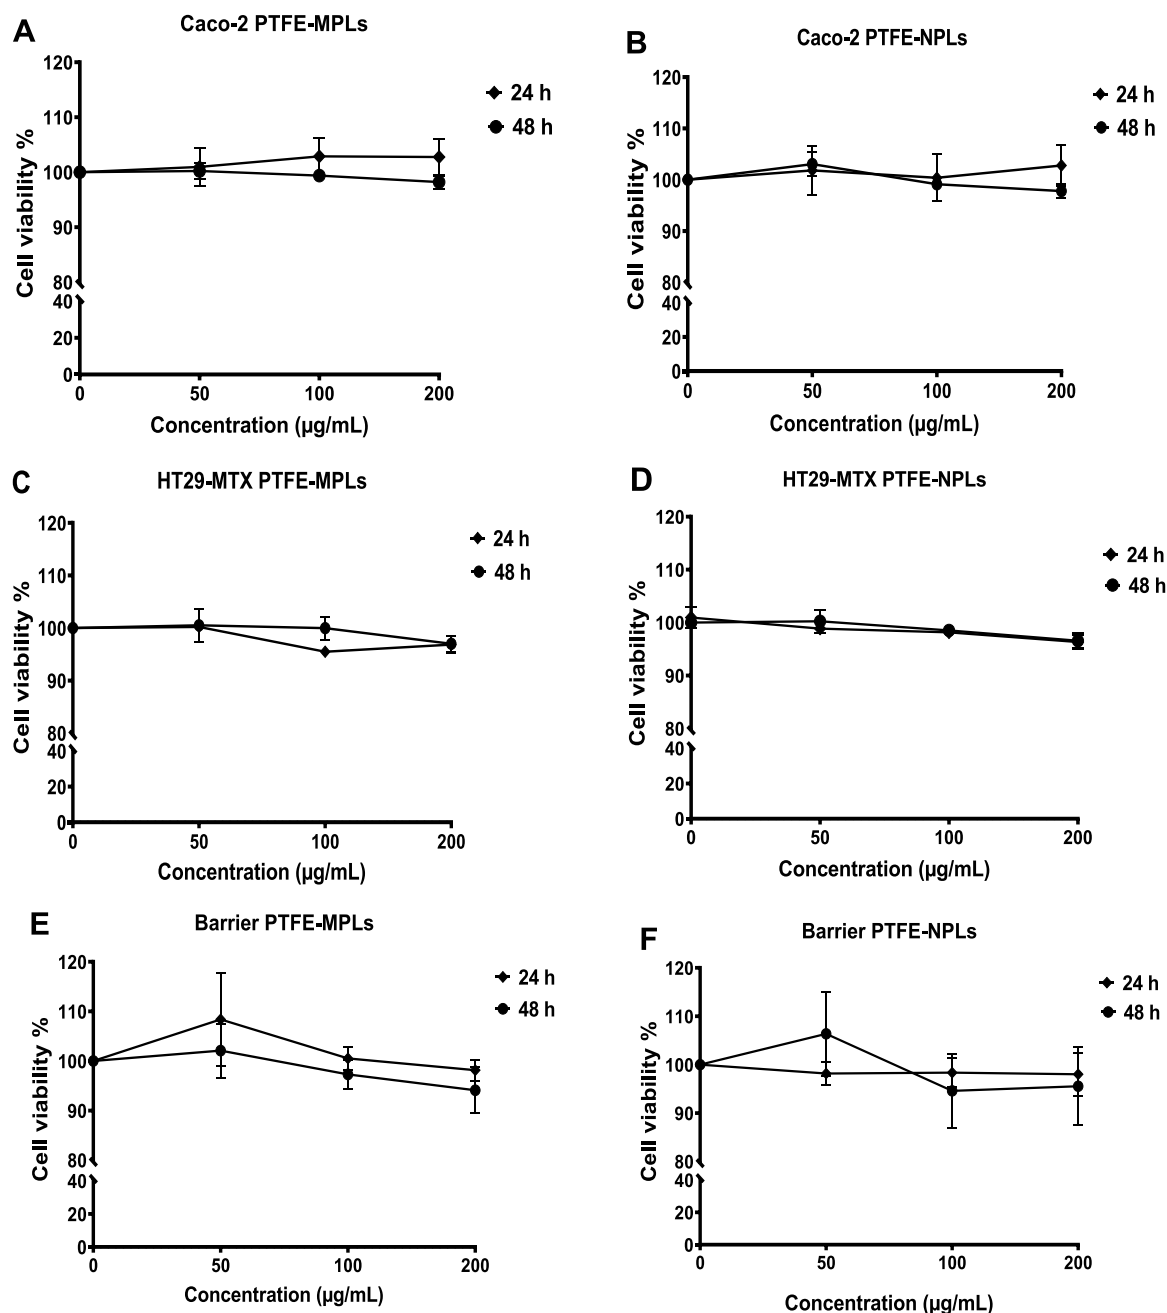 A
Caco-2 PTFE-MPLs
120
110
100
90
80
40
20
0
Cell viability %
24 h
48 h
0 50 100 200
Concentration (µg/mL)
B
Caco-2 PTFE-NPLs
120
110
100
90
80
40
20
0
Cell viability %
24 h
48 h
0 50 100 200
Concentration (µg/mL)
C
HT29-MTX PTFE-MPLs
120
110
100
90
80
40
20
0
Cell viability %
24 h
48 h
0 50 100 200
Concentration (µg/mL)
D
HT29-MTX PTFE-NPLs
120
110
100
90
80
40
20
0
Cell viability %
24 h
48 h
0 50 100 200
Concentration (µg/mL)
E
Barrier PTFE-MPLs
120
110
100
90
80
40
20
0
Cell viability %
24 h
48 h
0 50 100 200
Concentration (µg/mL)
F
Barrier PTFE-NPLs
120
110
100
90
80
40
20
0
Cell viability %
24 h
48 h
0 50 100 200
Concentration (µg/mL)